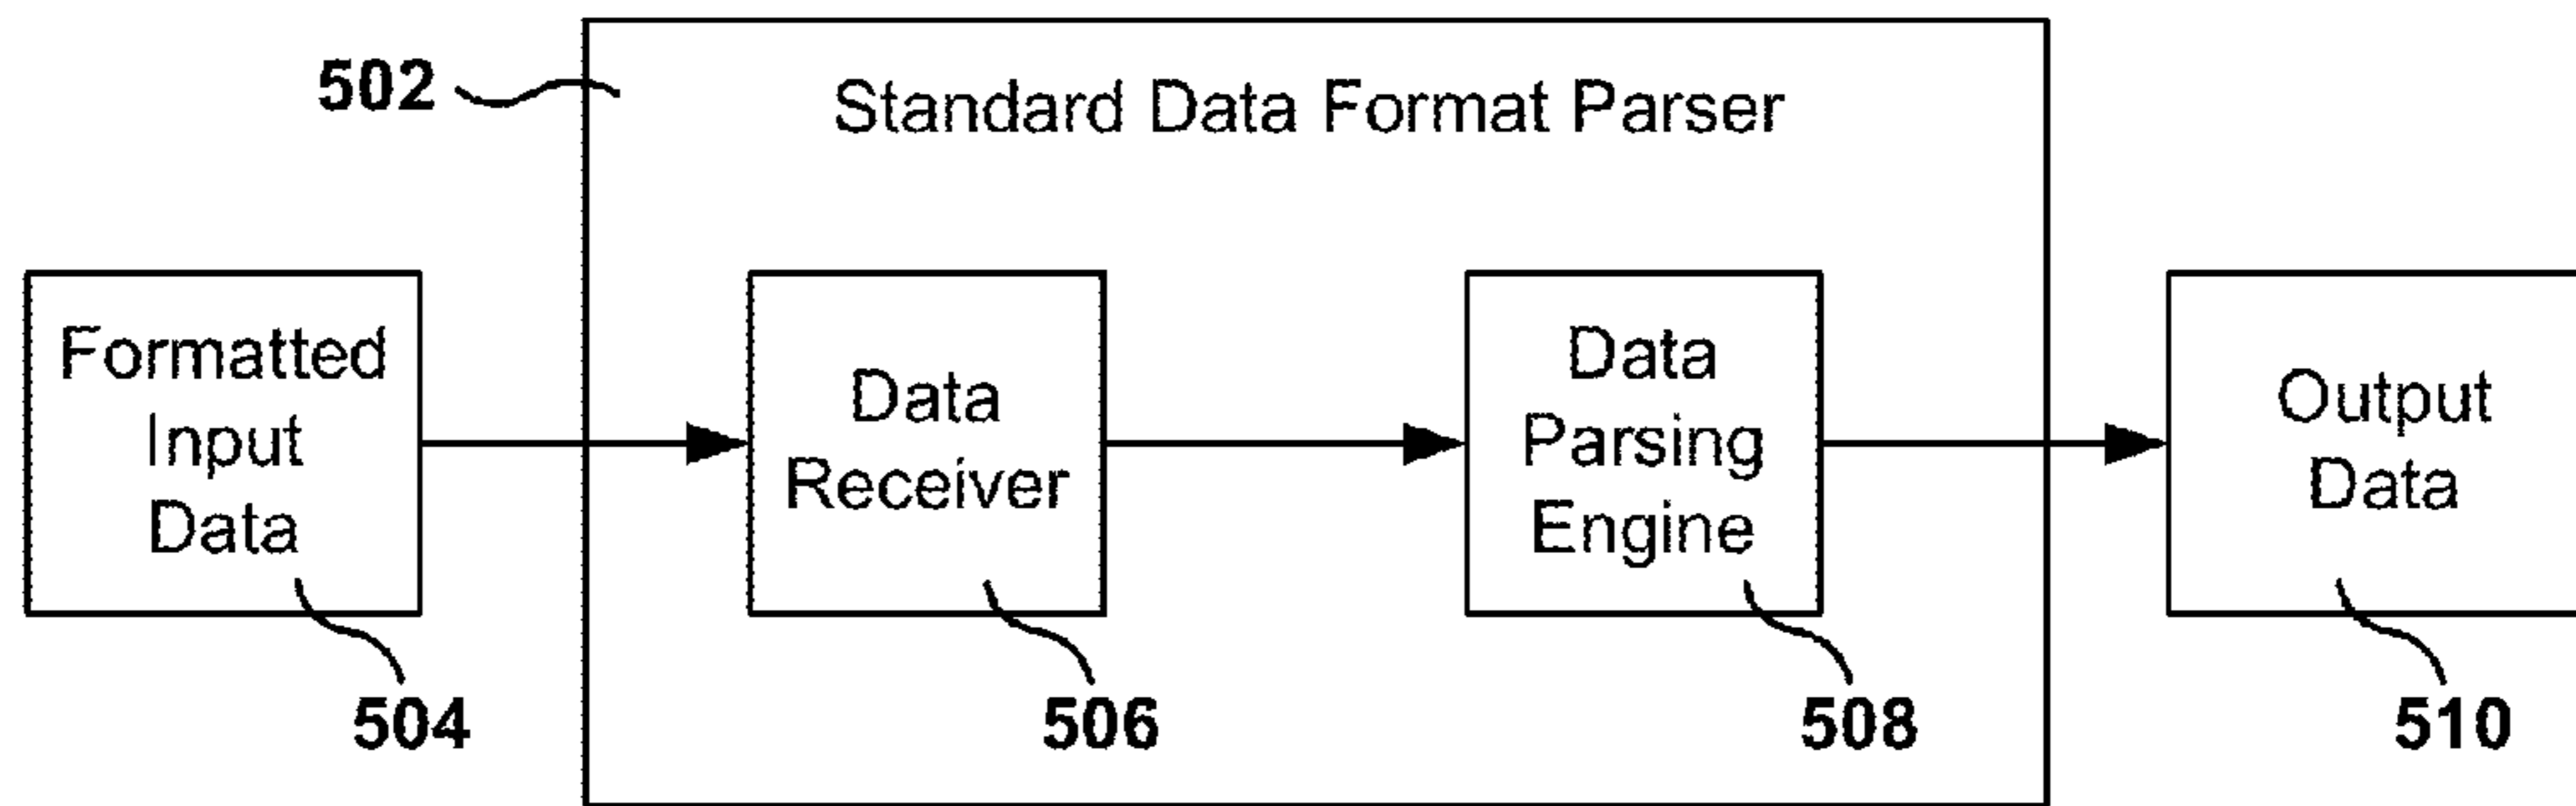 502
Standard Data Format Parser
Formatted
Input
Data
504
Data
Receiver
506
Data
Parsing
Engine
508
Output
Data
510